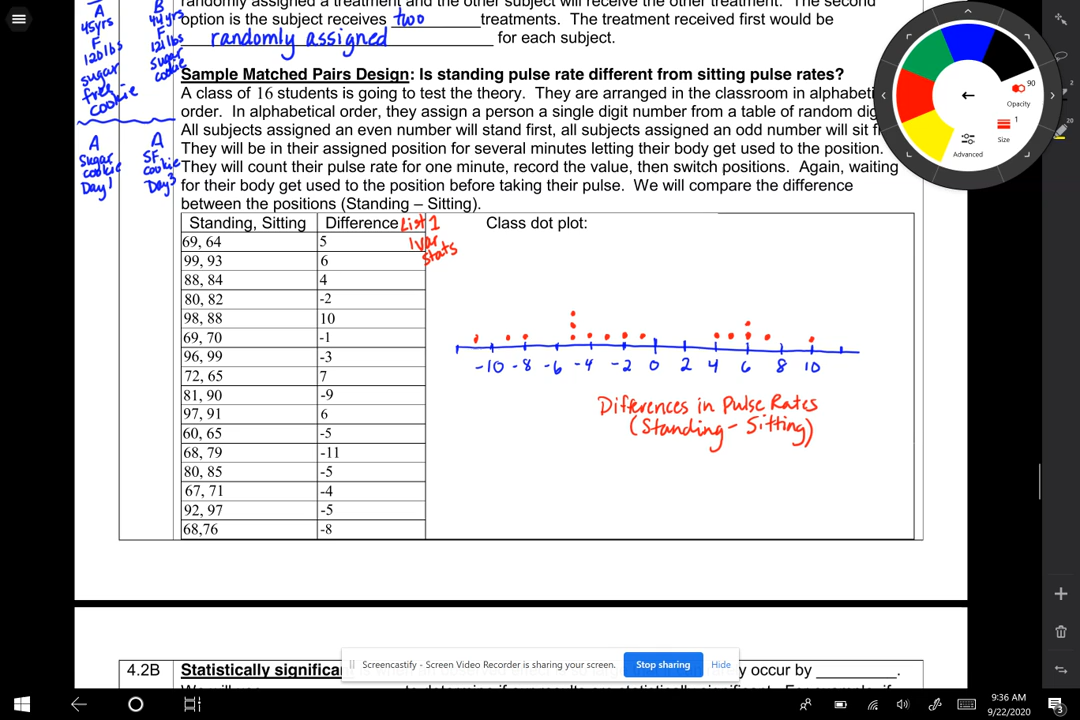 A
45yrs
F
120lbs
sugar
free
cookie
B
44yrs
F
121lbs
sugar
cookie
A
sugar
cookie
Day 1
A
SF
cookie
Day 3
randomly assigned a treatment and the other subject will receive the other treatment. The second
option is the subject receives two treatments. The treatment received first would be
randomly assigned for each subject.
Sample Matched Pairs Design: Is standing pulse rate different from sitting pulse rates?
A class of 16 students is going to test the theory. They are arranged in the classroom in alphabeti
order. In alphabetical order, they assign a person a single digit number from a table of random dig
All subjects assigned an even number will stand first, all subjects assigned an odd number will sit fi
They will be in their assigned position for several minutes letting their body get used to the position.
They will count their pulse rate for one minute, record the value, then switch positions. Again, waiting
for their body get used to the position before taking their pulse. We will compare the difference
between the positions (Standing – Sitting).
Standing, Sitting Difference List 1
1 Var
Stats
69, 64 5
99, 93 6
88, 84 4
80, 82 -2
98, 88 10
69, 70 -1
96, 99 -3
72, 65 7
81, 90 -9
97, 91 6
60, 65 -5
68, 79 -11
80, 85 -5
67, 71 -4
92, 97 -5
68,76 -8
Class dot plot:
-10 -8 -6 -4 -2 0 2 4 6 8 10
Differences in Pulse Rates
(Standing - Sitting)
90
Opacity
1
Size
Advanced
2
20
4.2B Statistically significa
y occur by ________.
Screencastify - Screen Video Recorder is sharing your screen. Stop sharing Hide
9:36 AM
9/22/2020
3